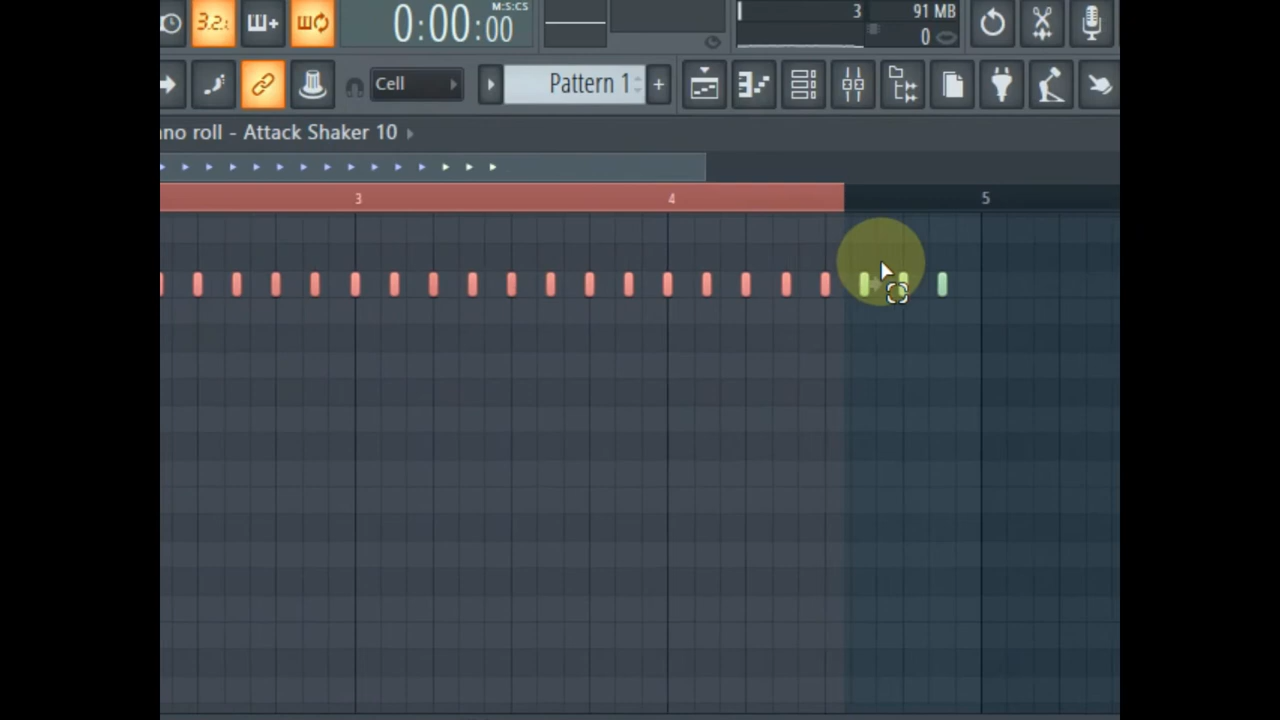 3.2:
M:S:CS
0:00:00
3
91 MB
0
Cell
Pattern 1
+
no roll - Attack Shaker 10
3
4
5